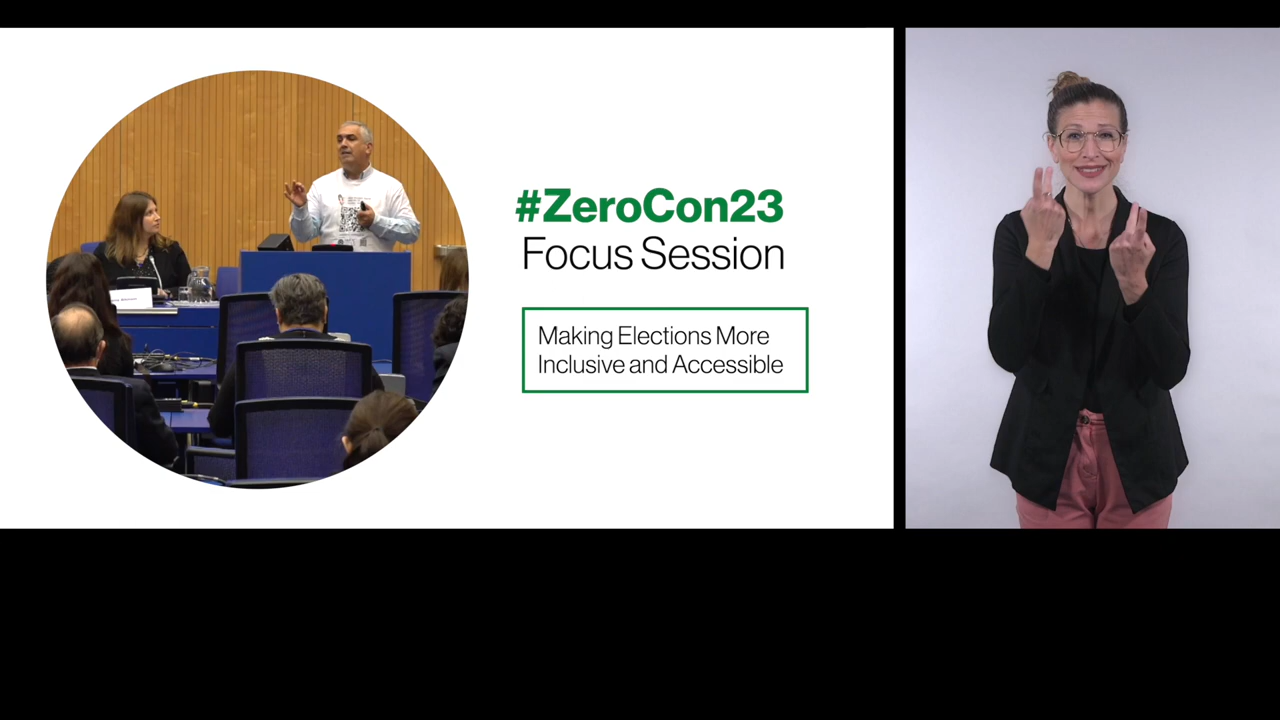 #ZeroCon23
Focus Session
Making Elections More
Inclusive and Accessible